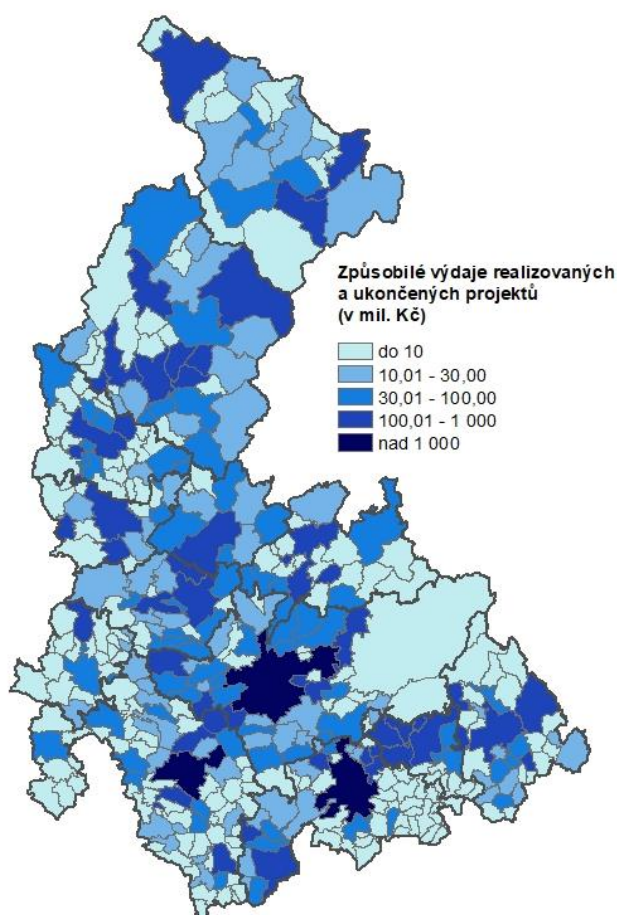 Způsobilé výdaje realizovaných
a ukončených projektů
(v mil. Kč)
do 10
10,01 - 30,00
30,01 - 100,00
100,01 - 1 000
nad 1 000